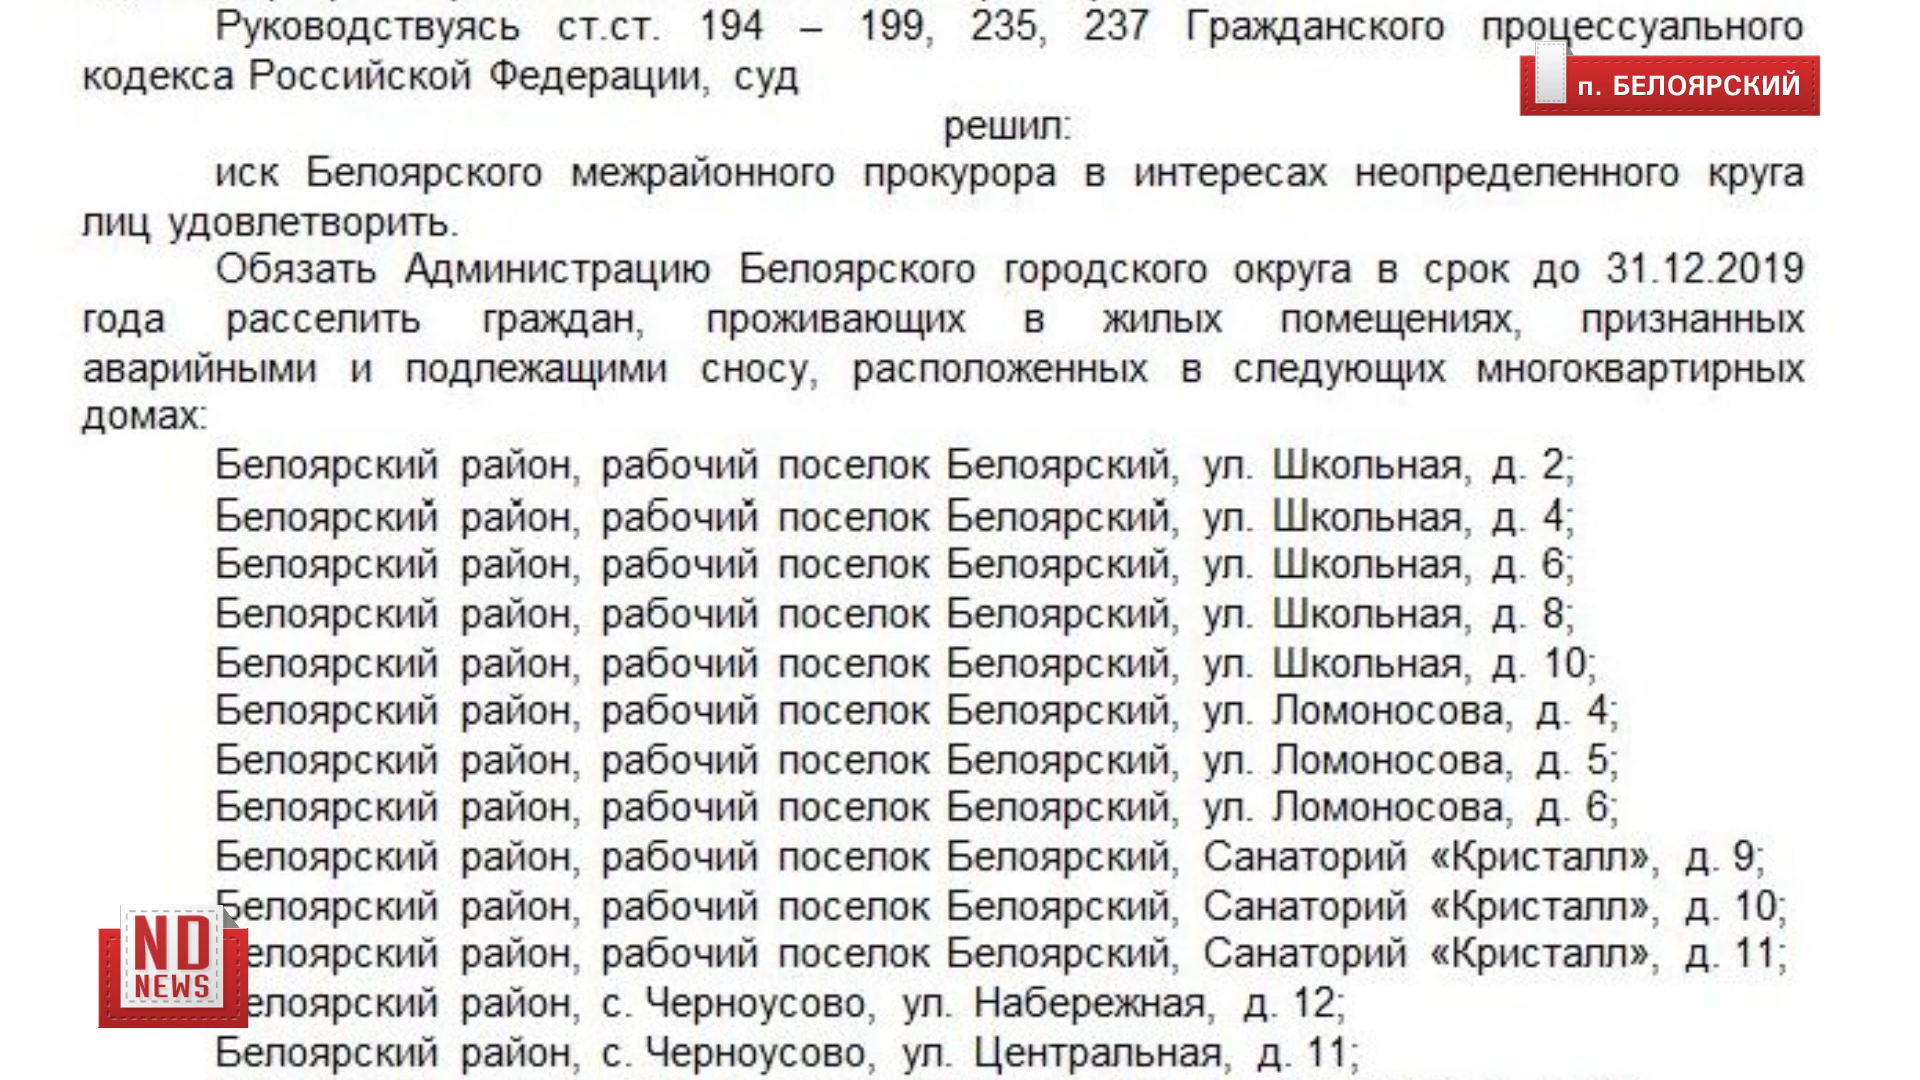 Руководствуясь ст.ст. 194 – 199, 235, 237 Гражданского процессуального
кодекса Российской Федерации, суд
п. БЕЛОЯРСКИЙ
решил:
иск Белоярского межрайонного прокурора в интересах неопределенного круга
лиц удовлетворить.
Обязать Администрацию Белоярского городского округа в срок до 31.12.2019
года расселить граждан, проживающих в жилых помещениях, признанных
аварийными и подлежащими сносу, расположенных в следующих многоквартирных
домах:
Белоярский район, рабочий поселок Белоярский, ул. Школьная, д. 2;
Белоярский район, рабочий поселок Белоярский, ул. Школьная, д. 4;
Белоярский район, рабочий поселок Белоярский, ул. Школьная, д. 6;
Белоярский район, рабочий поселок Белоярский, ул. Школьная, д. 8;
Белоярский район, рабочий поселок Белоярский, ул. Школьная, д. 10;
Белоярский район, рабочий поселок Белоярский, ул. Ломоносова, д. 4;
Белоярский район, рабочий поселок Белоярский, ул. Ломоносова, д. 5;
Белоярский район, рабочий поселок Белоярский, ул. Ломоносова, д. 6;
Белоярский район, рабочий поселок Белоярский, Санаторий «Кристалл», д. 9;
Белоярский район, рабочий поселок Белоярский, Санаторий «Кристалл», д. 10;
елоярский район, рабочий поселок Белоярский, Санаторий «Кристалл», д. 11;
елоярский район, с. Черноусово, ул. Набережная, д. 12;
Белоярский район, с. Черноусово, ул. Центральная, д. 11;
ND
NEWS